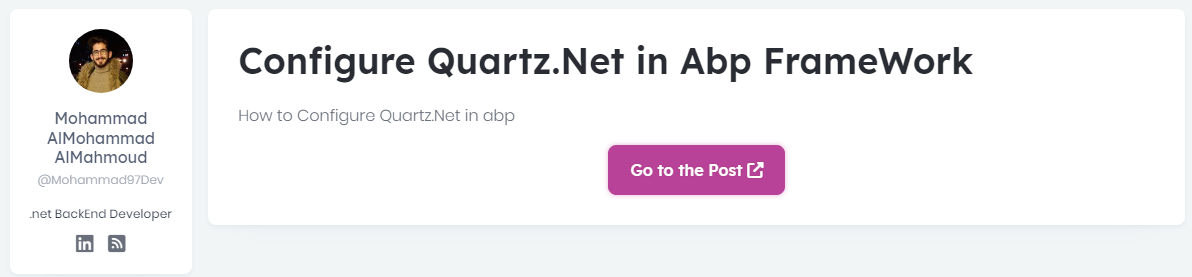 Mohammad
AlMohammad
AlMahmoud
@Mohammad97Dev
.net BackEnd Developer
Configure Quartz.Net in Abp FrameWork
How to Configure Quartz.Net in abp
Go to the Post